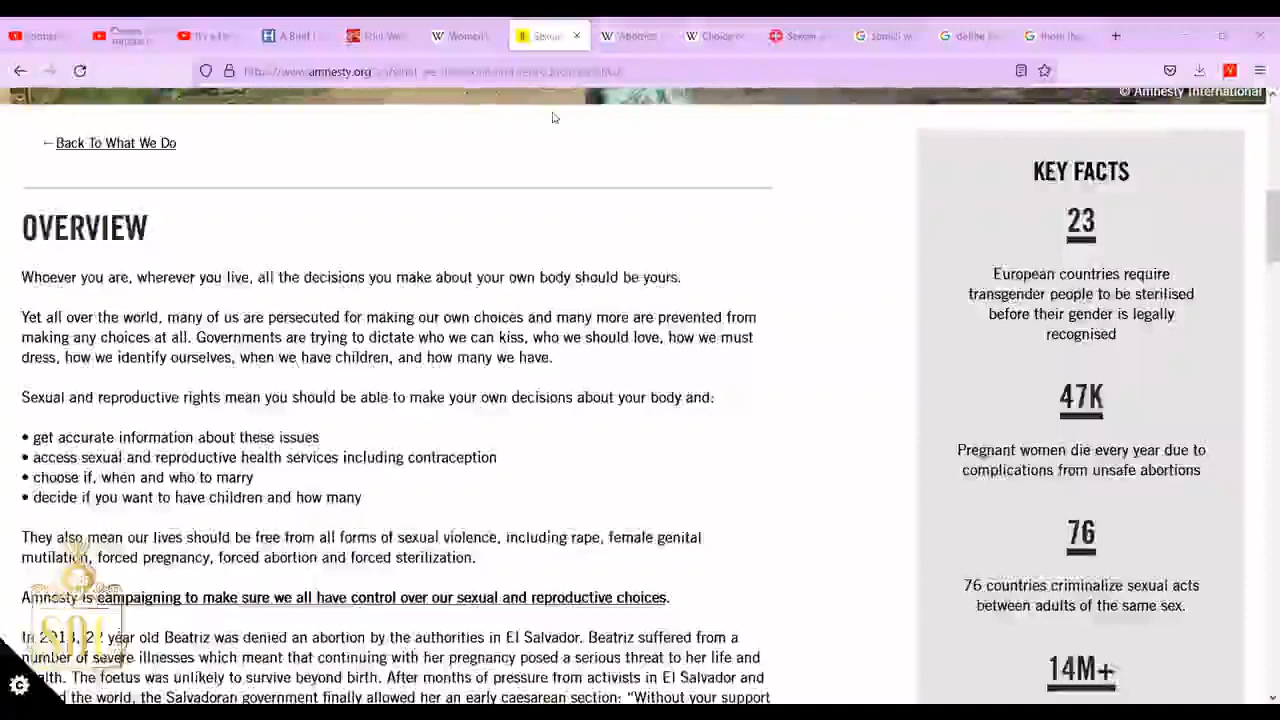 A Brief
Women's
Sexual
Abortion
Choice
define
https://www.amnesty.org
© Amnesty International
←Back To What We Do
OVERVIEW
Whoever you are, wherever you live, all the decisions you make about your own body should be yours.
Yet all over the world, many of us are persecuted for making our own choices and many more are prevented from
making any choices at all. Governments are trying to dictate who we can kiss, who we should love, how we must
dress, how we identify ourselves, when we have children, and how many we have.
Sexual and reproductive rights mean you should be able to make your own decisions about your body and:
• get accurate information about these issues
• access sexual and reproductive health services including contraception
• choose if, when and who to marry
• decide if you want to have children and how many
They also mean our lives should be free from all forms of sexual violence, including rape, female genital
mutilation, forced pregnancy, forced abortion and forced sterilization.
Amnesty is campaigning to make sure we all have control over our sexual and reproductive choices.
In year old Beatriz was denied an abortion by the authorities in El Salvador. Beatriz suffered from a
number of severe illnesses which meant that continuing with her pregnancy posed a serious threat to her life and
The foetus was unlikely to survive beyond birth. After months of pressure from activists in El Salvador and
the world, the Salvadoran government finally allowed her an early caesarean section: “Without your support
KEY FACTS
23
European countries require
transgender people to be sterilised
before their gender is legally
recognised
47K
Pregnant women die every year due to
complications from unsafe abortions
76
76 countries criminalize sexual acts
between adults of the same sex.
14M+